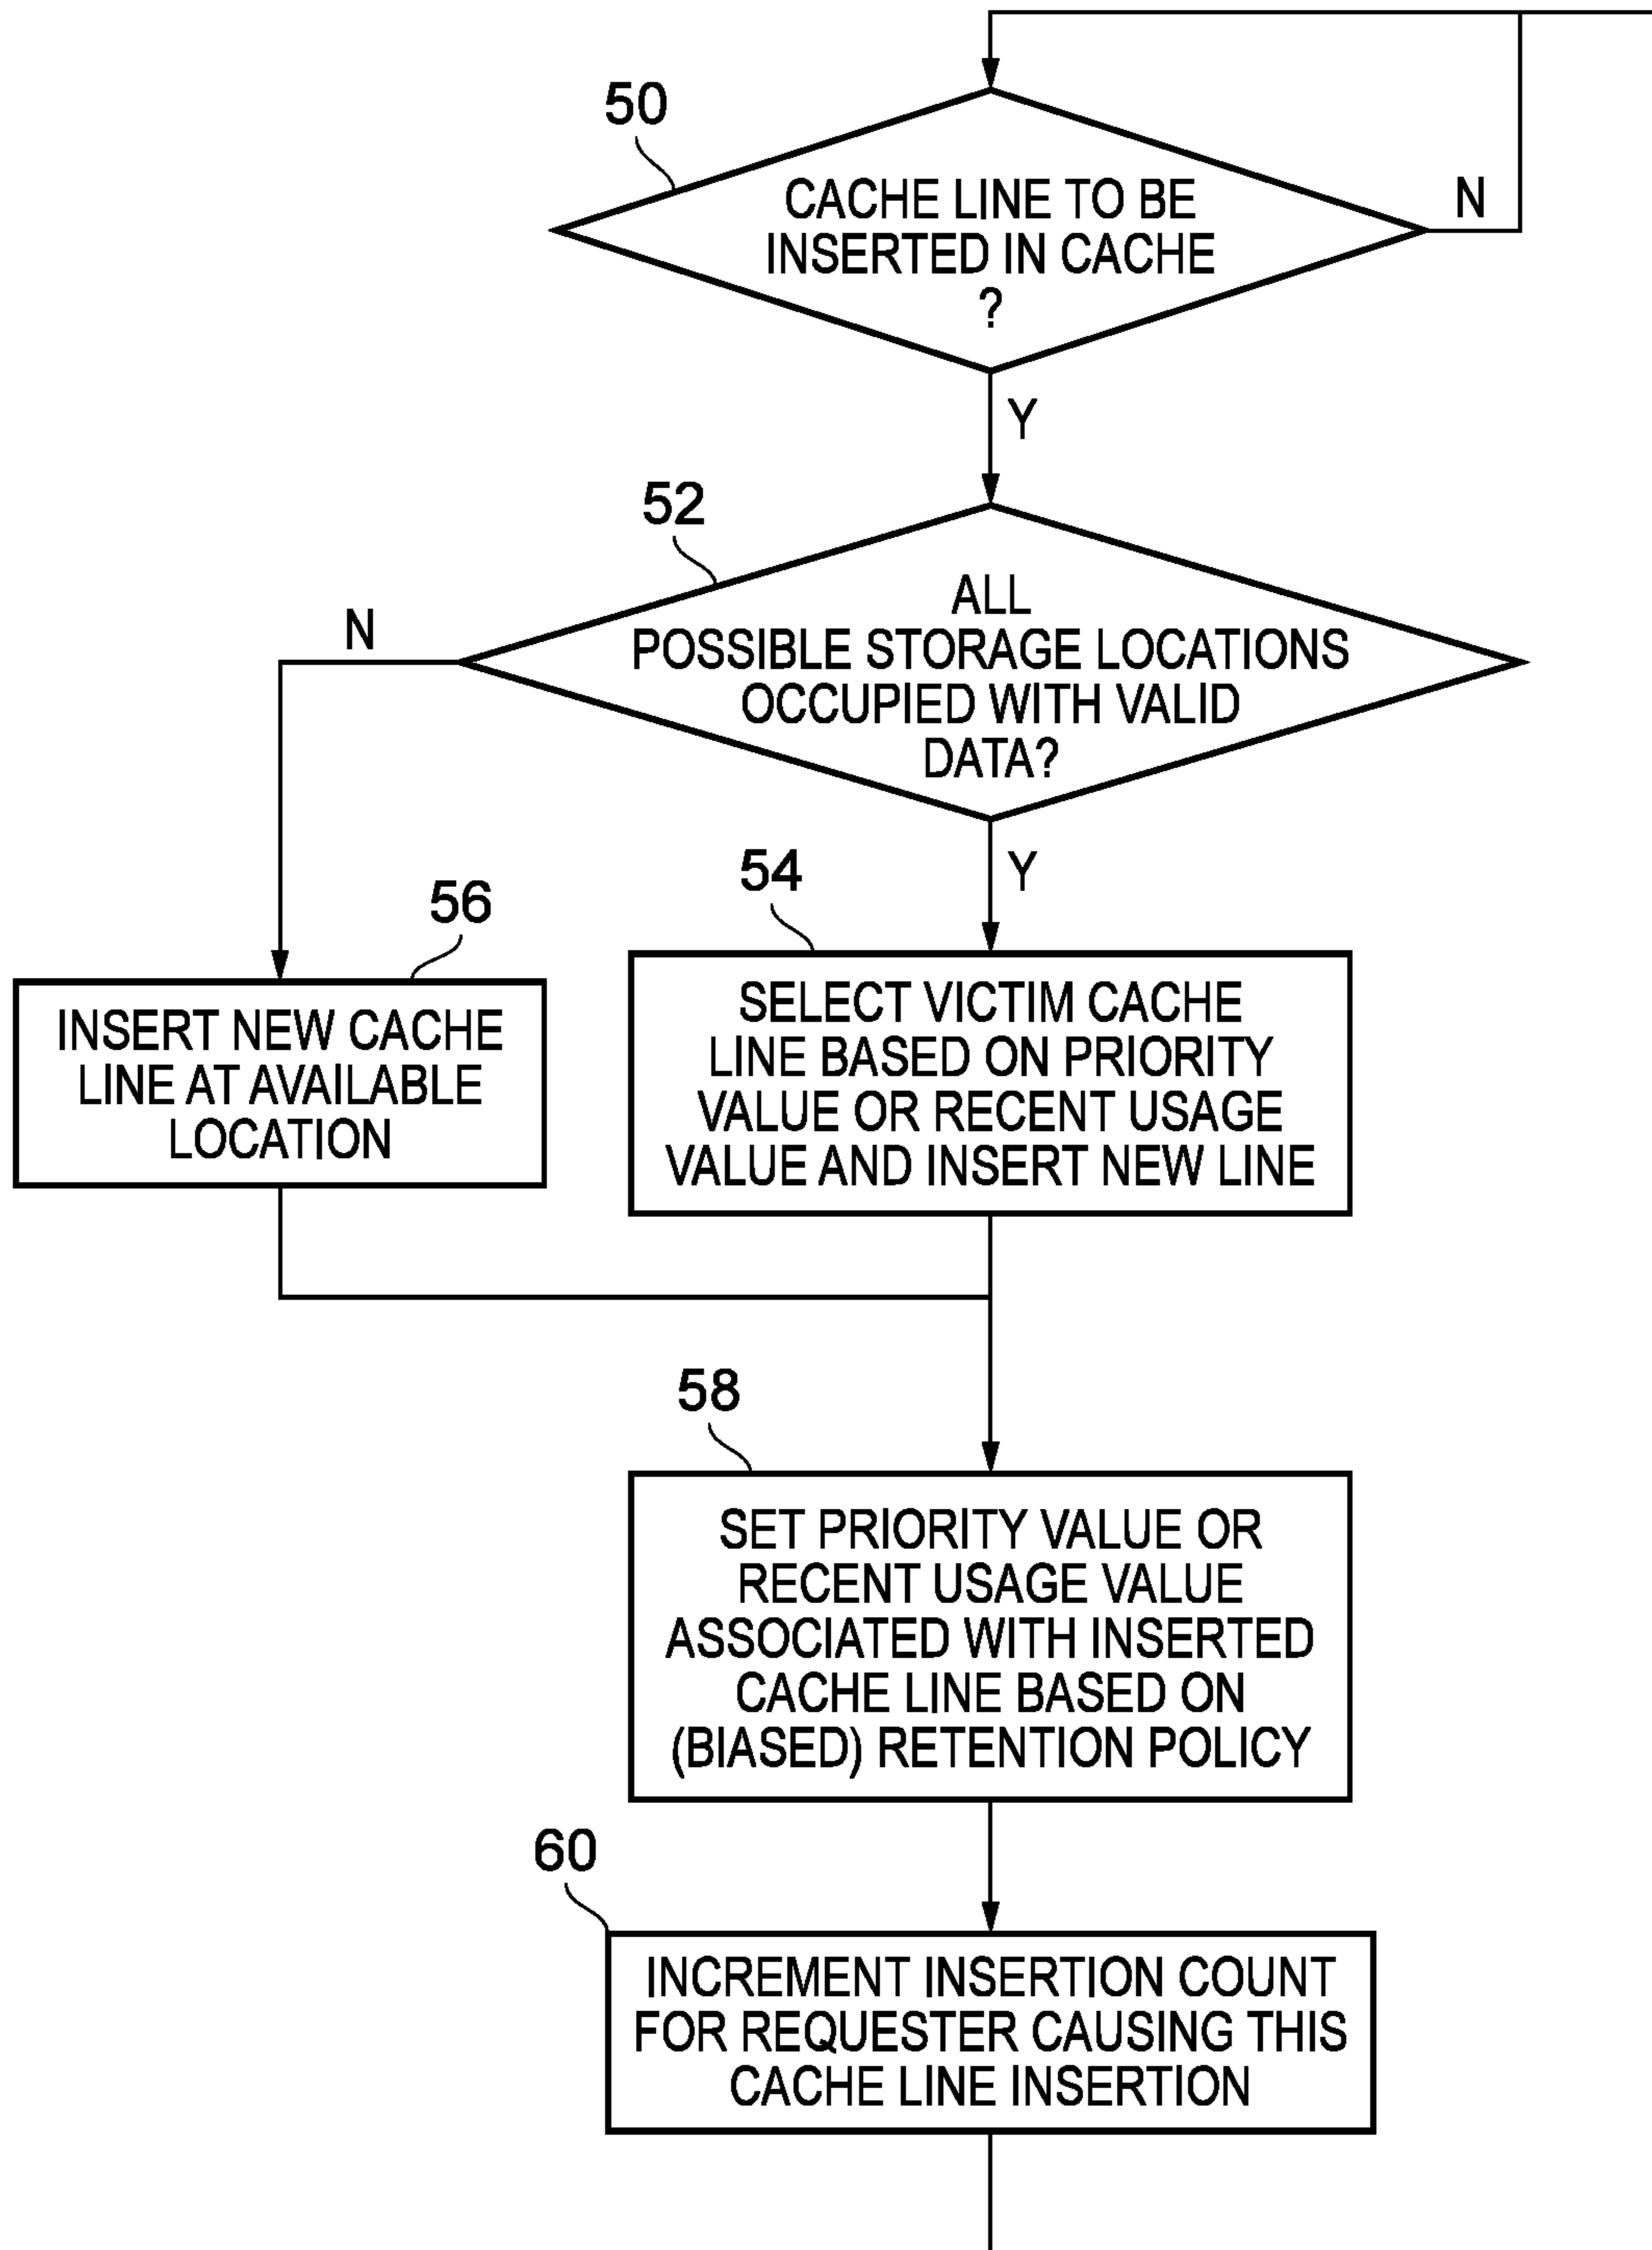 50
CACHE LINE TO BE
INSERTED IN CACHE
?
N
Y
52
ALL
POSSIBLE STORAGE LOCATIONS
OCCUPIED WITH VALID
DATA?
N
Y
56
INSERT NEW CACHE
LINE AT AVAILABLE
LOCATION
54
SELECT VICTIM CACHE
LINE BASED ON PRIORITY
VALUE OR RECENT USAGE
VALUE AND INSERT NEW LINE
58
SET PRIORITY VALUE OR
RECENT USAGE VALUE
ASSOCIATED WITH INSERTED
CACHE LINE BASED ON
(BIASED) RETENTION POLICY
60
INCREMENT INSERTION COUNT
FOR REQUESTER CAUSING THIS
CACHE LINE INSERTION